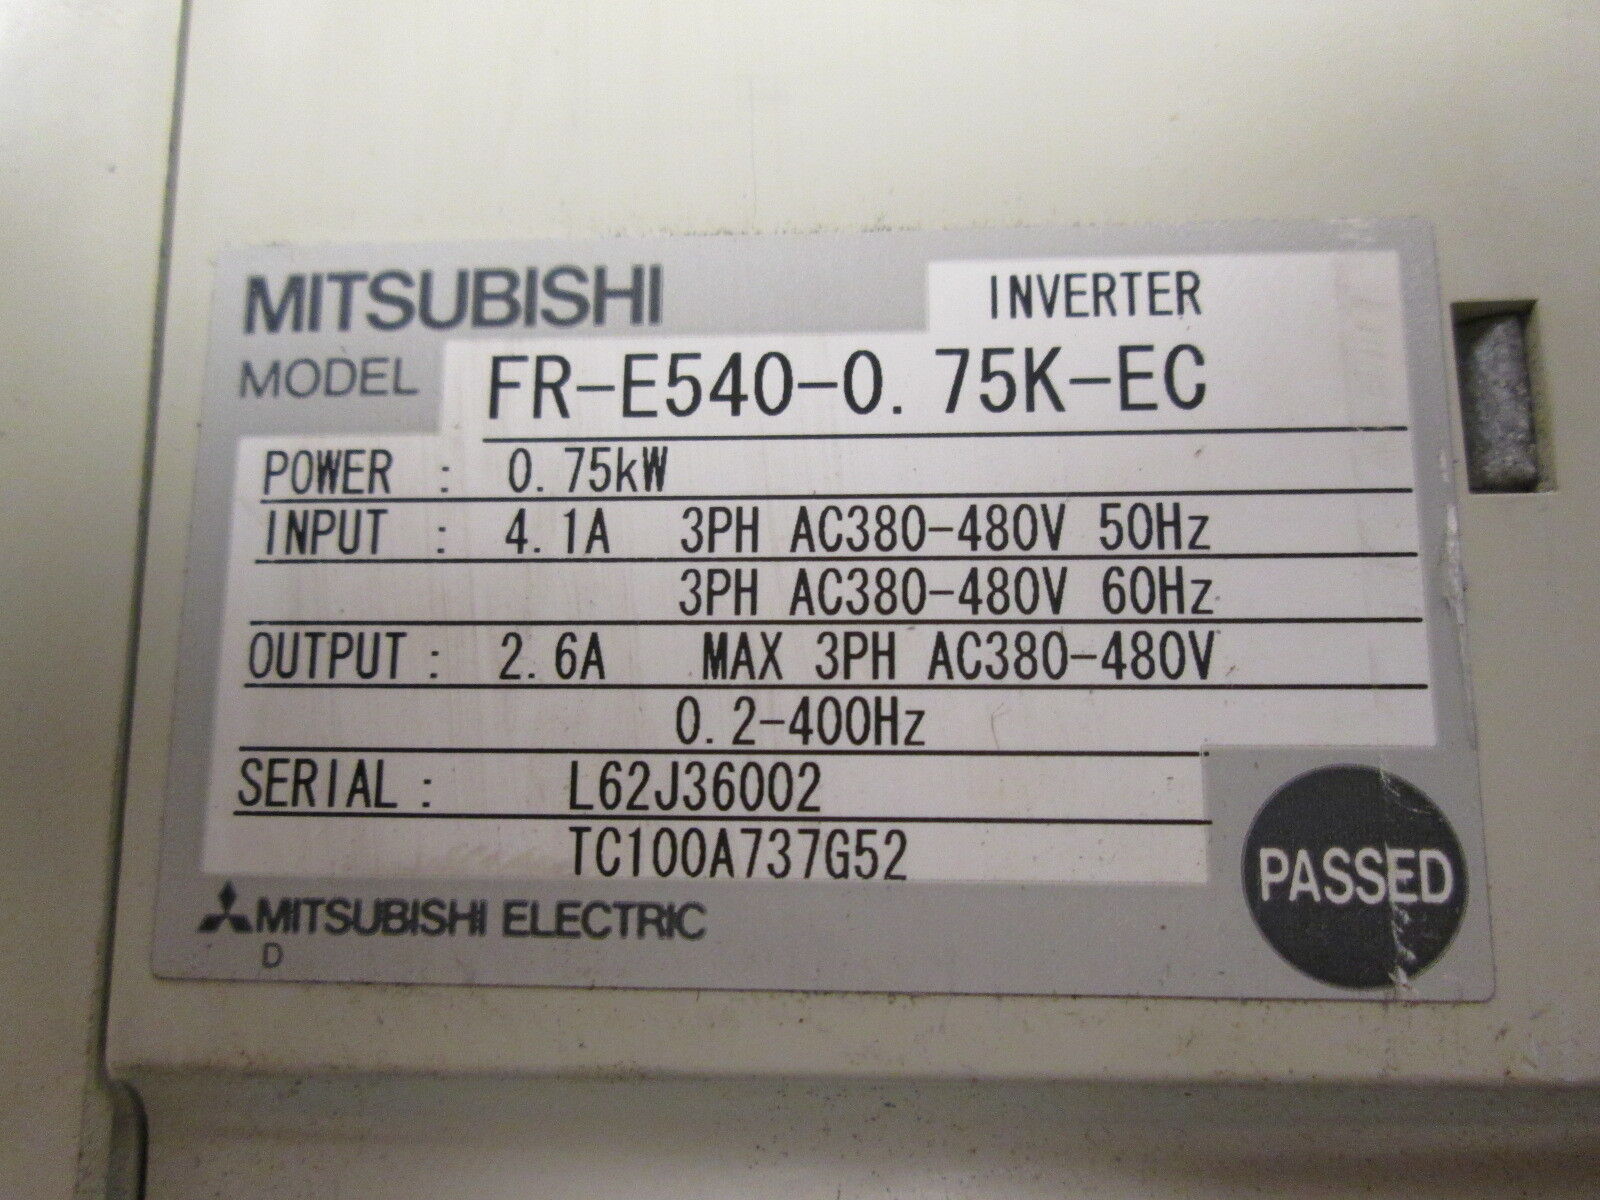 MITSUBISHI INVERTER
MODEL FR-E540-0.75K-EC
POWER : 0.75kW
INPUT : 4.1A 3PH AC380-480V 50Hz
3PH AC380-480V 60Hz
OUTPUT : 2.6A MAX 3PH AC380-480V
0.2-400Hz
SERIAL : L62J36002
TC100A737G52
PASSED
MITSUBISHI ELECTRIC
D